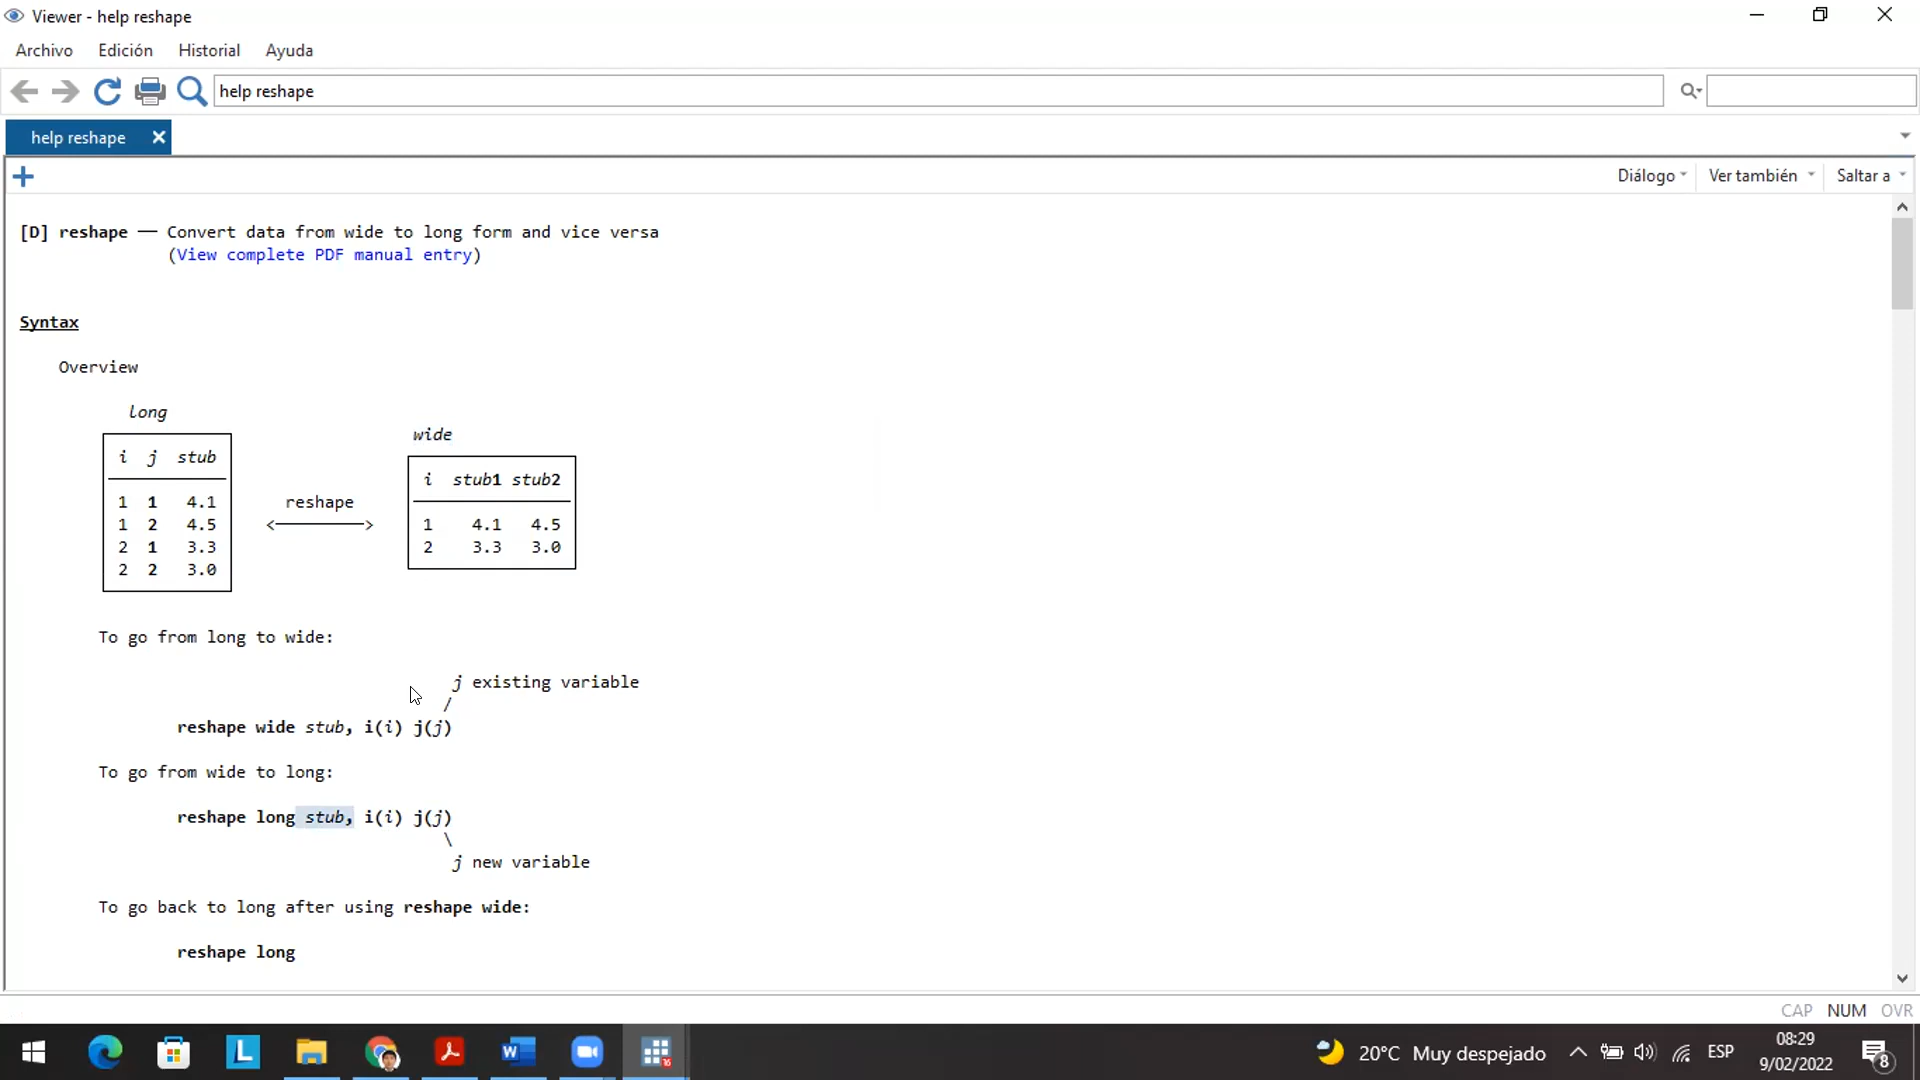 Viewer - help reshape
Archivo Edición Historial Ayuda
help reshape
help reshape
Diálogo Ver también Saltar a
[D] reshape — Convert data from wide to long form and vice versa
(View complete PDF manual entry)
Syntax
Overview
long
wide
i j stub
i stub1 stub2
reshape
1 1 4.1
1 2 4.5
2 1 3.3
2 2 3.0
1 4.1 4.5
2 3.3 3.0
To go from long to wide:
j existing variable
/
reshape wide stub, i(i) j(j)
To go from wide to long:
reshape long stub, i(i) j(j)
\
j new variable
To go back to long after using reshape wide:
reshape long
CAP NUM OVR
L
W
16
20°C Muy despejado
ESP
08:29
9/02/2022
8